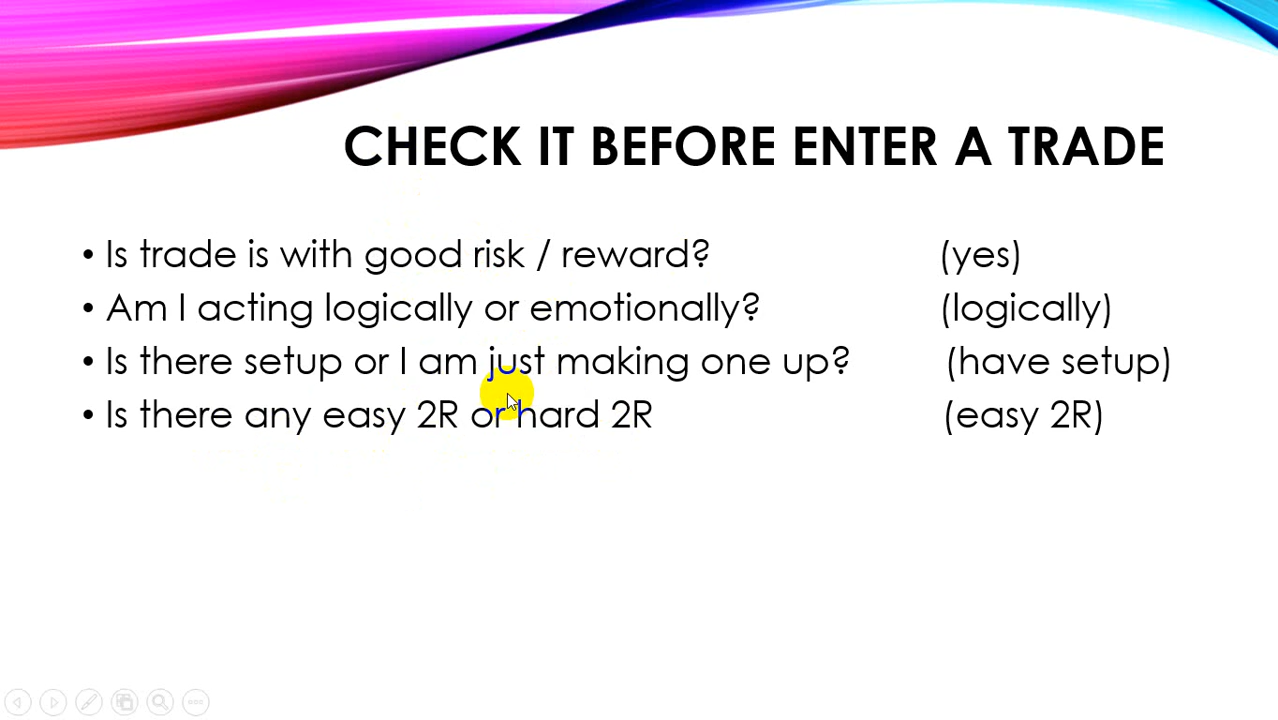 CHECK IT BEFORE ENTER A TRADE
• Is trade is with good risk / reward? (yes)
• Am I acting logically or emotionally? (logically)
• Is there setup or I am just making one up? (have setup)
• Is there any easy 2R or hard 2R (easy 2R)